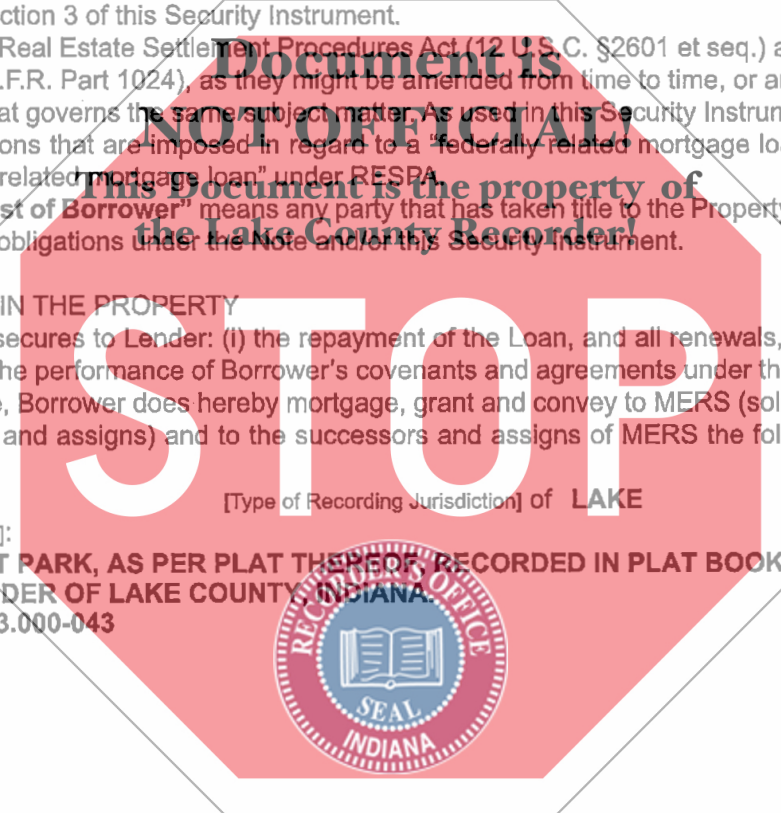 ction 3 of this Security Instrument.
Real Estate Settlement Procedures Act (12 U.S.C. §2601 et seq.) a
Document is
.F.R. Part 1024), as they might be amended from time to time, or a
at governs the same subject matter. As used in this Security Instrum
NOT OFFICIAL!
ons that are imposed in regard to a "federally related mortgage lo
related mortgage loan" under RESPA.
This Document is the property of
st of Borrower" means any party that has taken title to the Property
the Lake County Recorder!
obligations under the Note and/or this Security Instrument.
IN THE PROPERTY
secures to Lender: (i) the repayment of the Loan, and all renewals,
he performance of Borrower's covenants and agreements under th
e, Borrower does hereby mortgage, grant and convey to MERS (sol
and assigns) and to the successors and assigns of MERS the fol
STOP
[Type of Recording Jurisdiction] of LAKE
]:
T PARK, AS PER PLAT THEREOF, RECORDED IN PLAT BOOK
DER OF LAKE COUNTY, INDIANA.
3.000-043
RECORDER'S OFFICE
SEAL
INDIANA